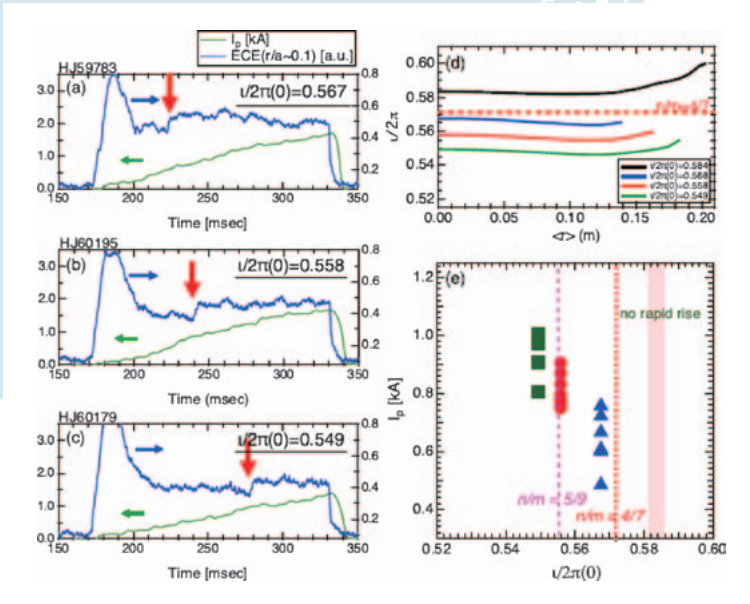 I_p [kA]
ECE(r/a~0.1) [a.u.]
HJ59783
(a)
ι/2π(0)=0.567
3.0
2.0
1.0
0.0
0.8
0.6
0.4
0.2
150 200 250 300 350
Time [msec]
HJ60195
(b)
ι/2π(0)=0.558
3.0
2.0
1.0
0.0
0.8
0.6
0.4
0.2
150 200 250 300 350
Time (msec)
HJ60179
(c)
ι/2π(0)=0.549
3.0
2.0
1.0
0.0
0.8
0.6
0.4
0.2
150 200 250 300 350
Time [msec]
(d)
n/m=4/7
ι/2π
0.60
0.58
0.56
0.54
0.52
ι/2π(0)=0.584
ι/2π(0)=0.568
ι/2π(0)=0.558
ι/2π(0)=0.549
0.00 0.05 0.10 0.15 0.20
<a> (m)
(e)
no rapid rise
I_p [kA]
1.2
1.0
0.8
0.6
0.4
n/m = 5/9
n/m = 4/7
0.52 0.54 0.56 0.58 0.60
ι/2π(0)